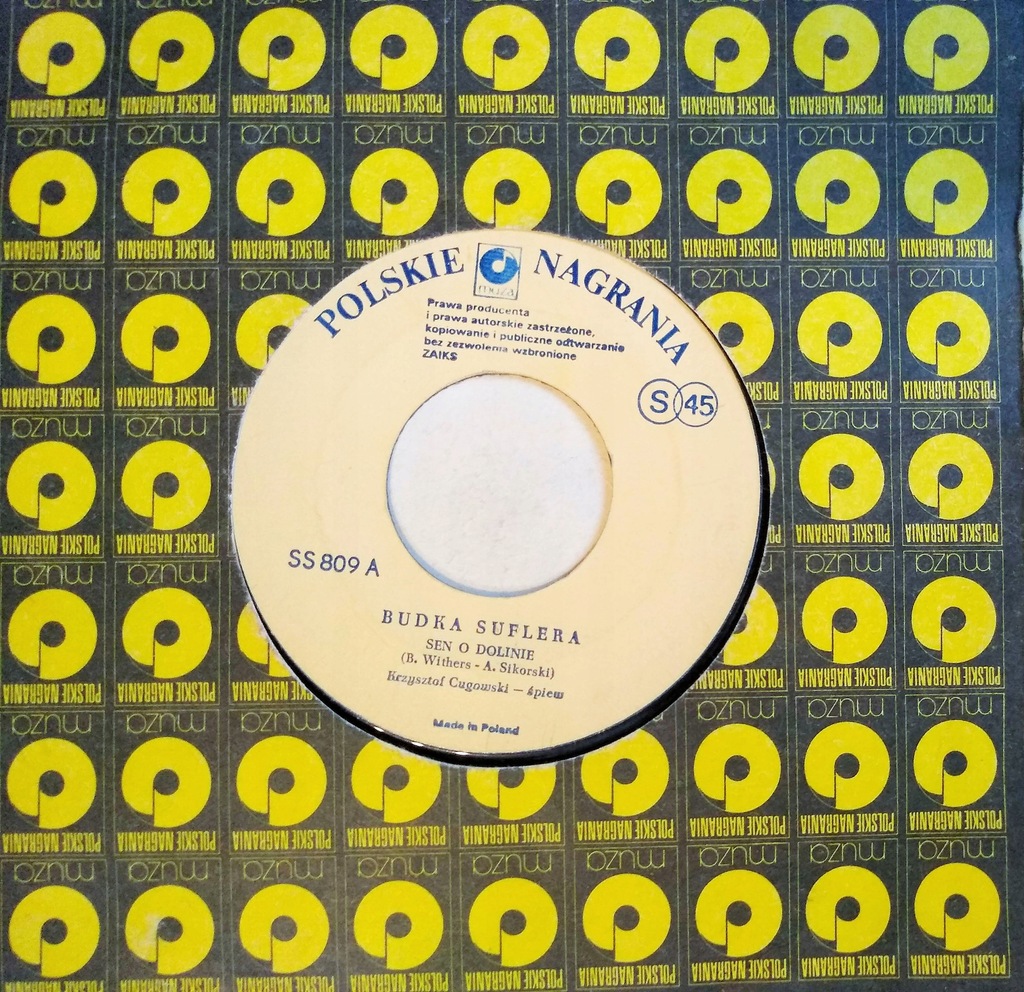 POLSKIE muza NAGRANIA
Prawa producenta
i prawa autorskie zastrzeżone,
kopiowanie i publiczne odtwarzanie
bez zezwolenia wzbronione
ZAIKS
S 45
SS 809 A
BUDKA SUFLERA
SEN O DOLINIE
(B. Withers - A. Sikorski)
Krzysztof Cugowski — śpiew
Made in Poland
muza
POLSKIE NAGRANIA